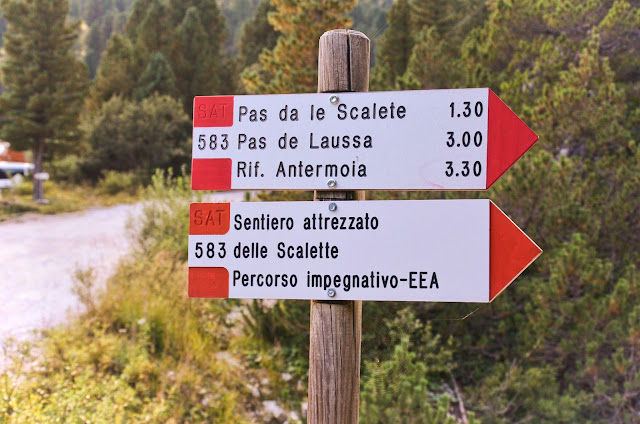 SAT Pas da le Scalete 1.30
583 Pas de Laussa 3.00
Rif. Antermoia 3.30
SAT Sentiero attrezzato
583 delle Scalette
Percorso impegnativo-EEA